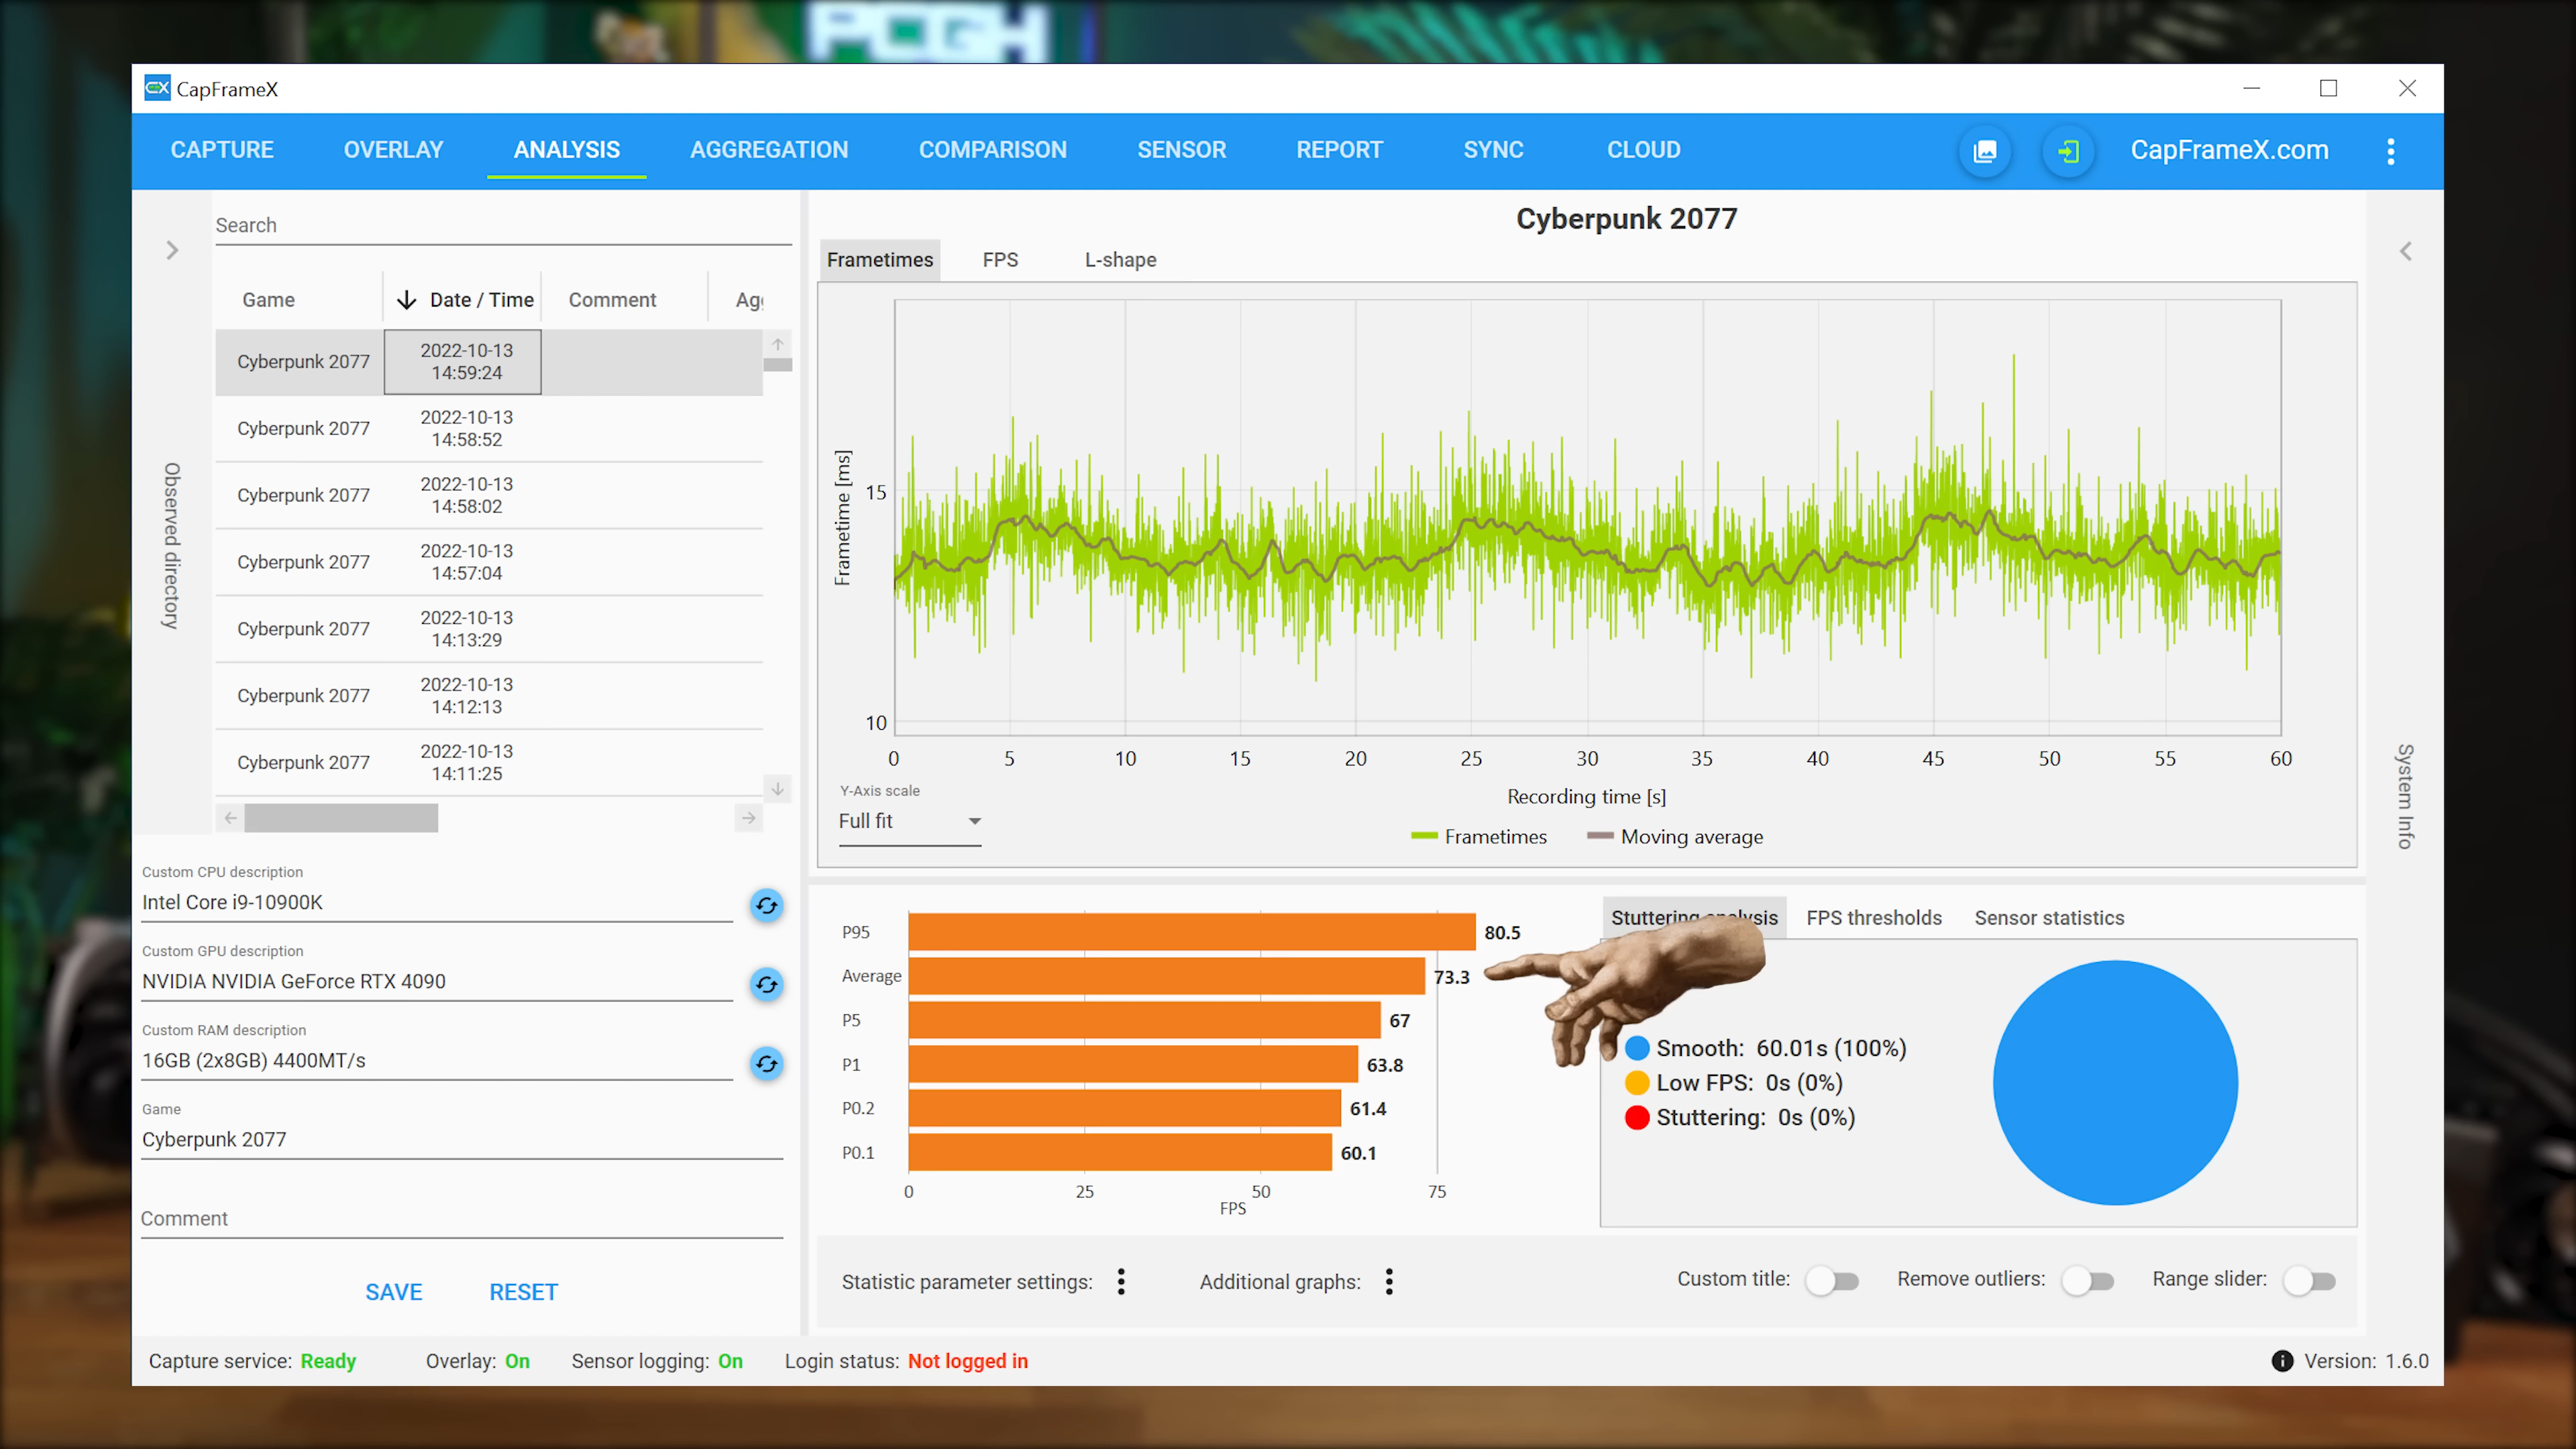 PCGH
CX CapFrameX
CAPTURE OVERLAY ANALYSIS AGGREGATION COMPARISON SENSOR REPORT SYNC CLOUD CapFrameX.com
Observed directory
Search
Game Date / Time Comment
Cyberpunk 2077 2022-10-13
14:59:24
Cyberpunk 2077 2022-10-13
14:58:52
Cyberpunk 2077 2022-10-13
14:58:02
Cyberpunk 2077 2022-10-13
14:57:04
Cyberpunk 2077 2022-10-13
14:13:29
Cyberpunk 2077 2022-10-13
14:12:13
Cyberpunk 2077 2022-10-13
14:11:25
Custom CPU description
Intel Core i9-10900K
Custom GPU description
NVIDIA NVIDIA GeForce RTX 4090
Custom RAM description
16GB (2x8GB) 4400MT/s
Game
Cyberpunk 2077
Comment
SAVE RESET
Cyberpunk 2077
Frametimes FPS L-shape
Frametime [ms]
15
10
0 5 10 15 20 25 30 35 40 45 50 55 60
Recording time [s]
Y-Axis scale
Full fit
Frametimes Moving average
System Info
P95 80.5
Average 73.3
P5 67
P1 63.8
P0.2 61.4
P0.1 60.1
0 25 50 75
FPS
Stuttering analysis FPS thresholds Sensor statistics
Smooth: 60.01s (100%)
Low FPS: 0s (0%)
Stuttering: 0s (0%)
Statistic parameter settings: Additional graphs: Custom title: Remove outliers: Range slider:
Capture service: Ready Overlay: On Sensor logging: On Login status: Not logged in Version: 1.6.0